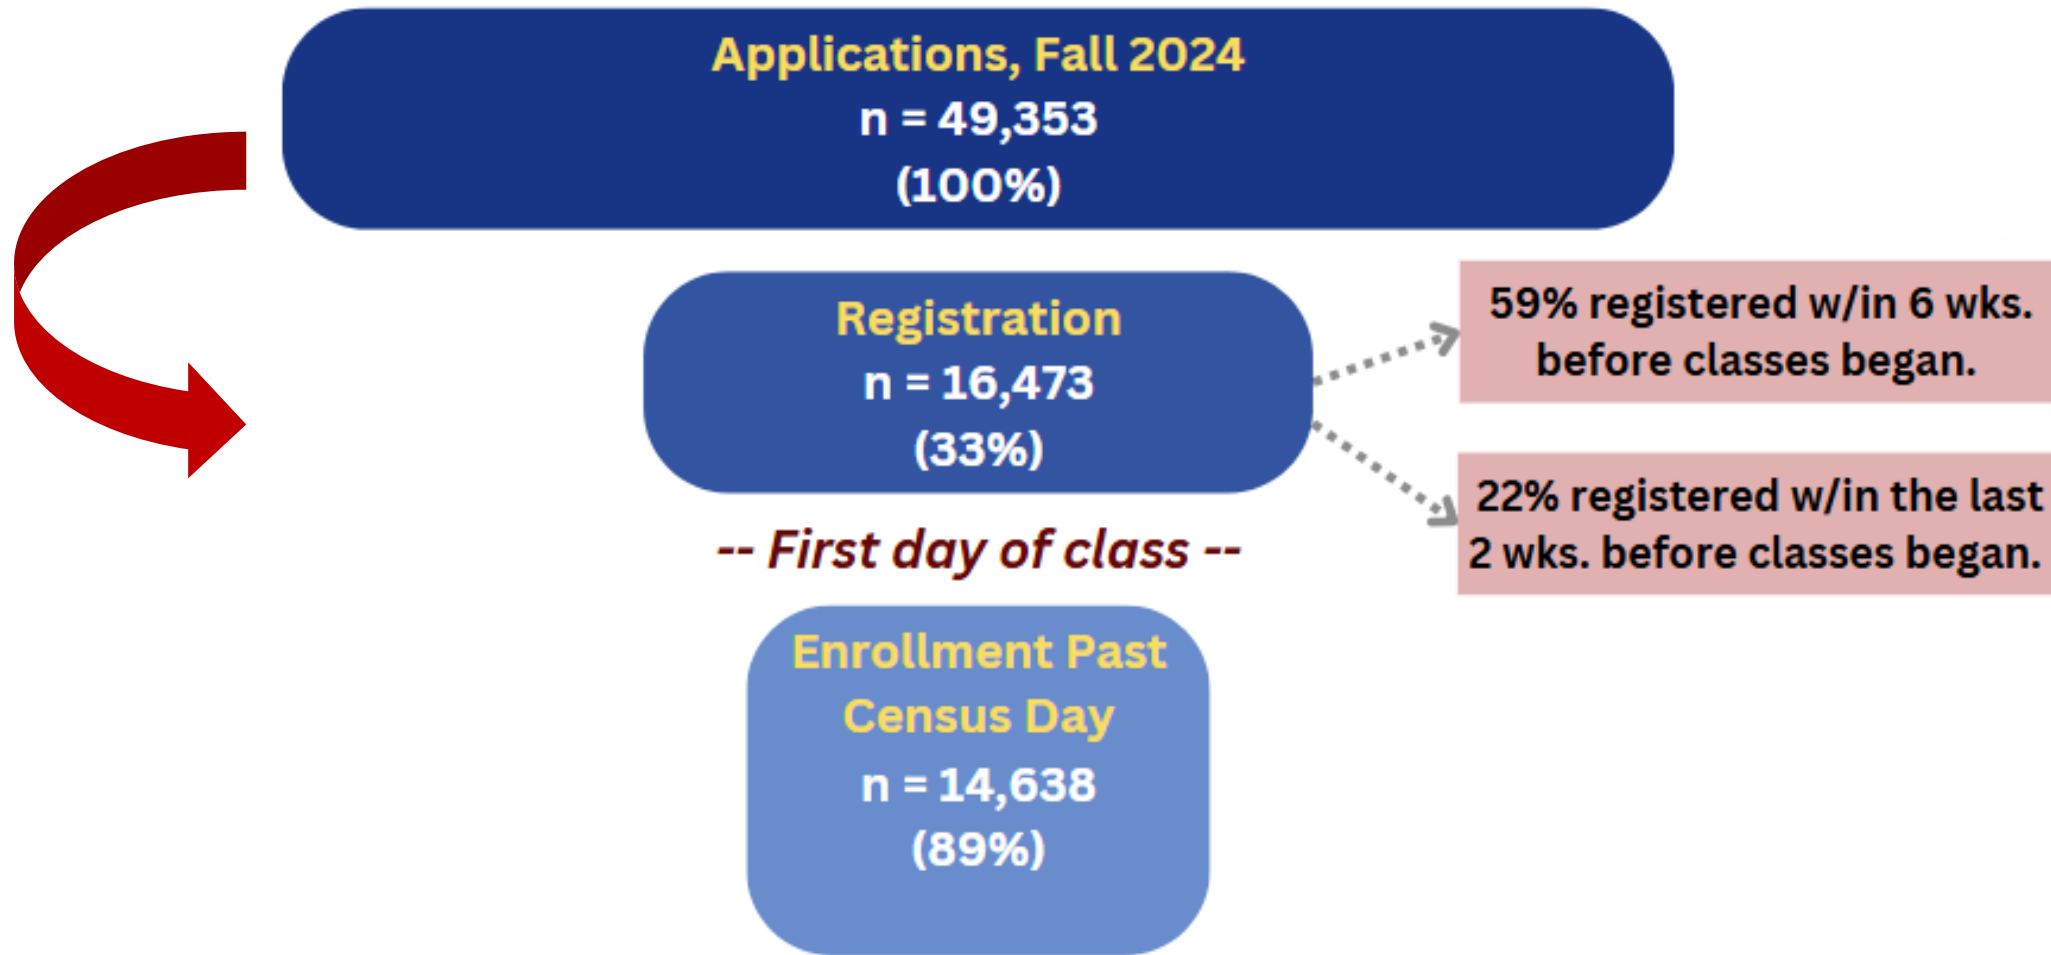 Applications, Fall 2024
n = 49,353
(100%)
Registration
n = 16,473
(33%)
59% registered w/in 6 wks.
before classes began.
22% registered w/in the last
2 wks. before classes began.
-- First day of class --
Enrollment Past
Census Day
n = 14,638
(89%)